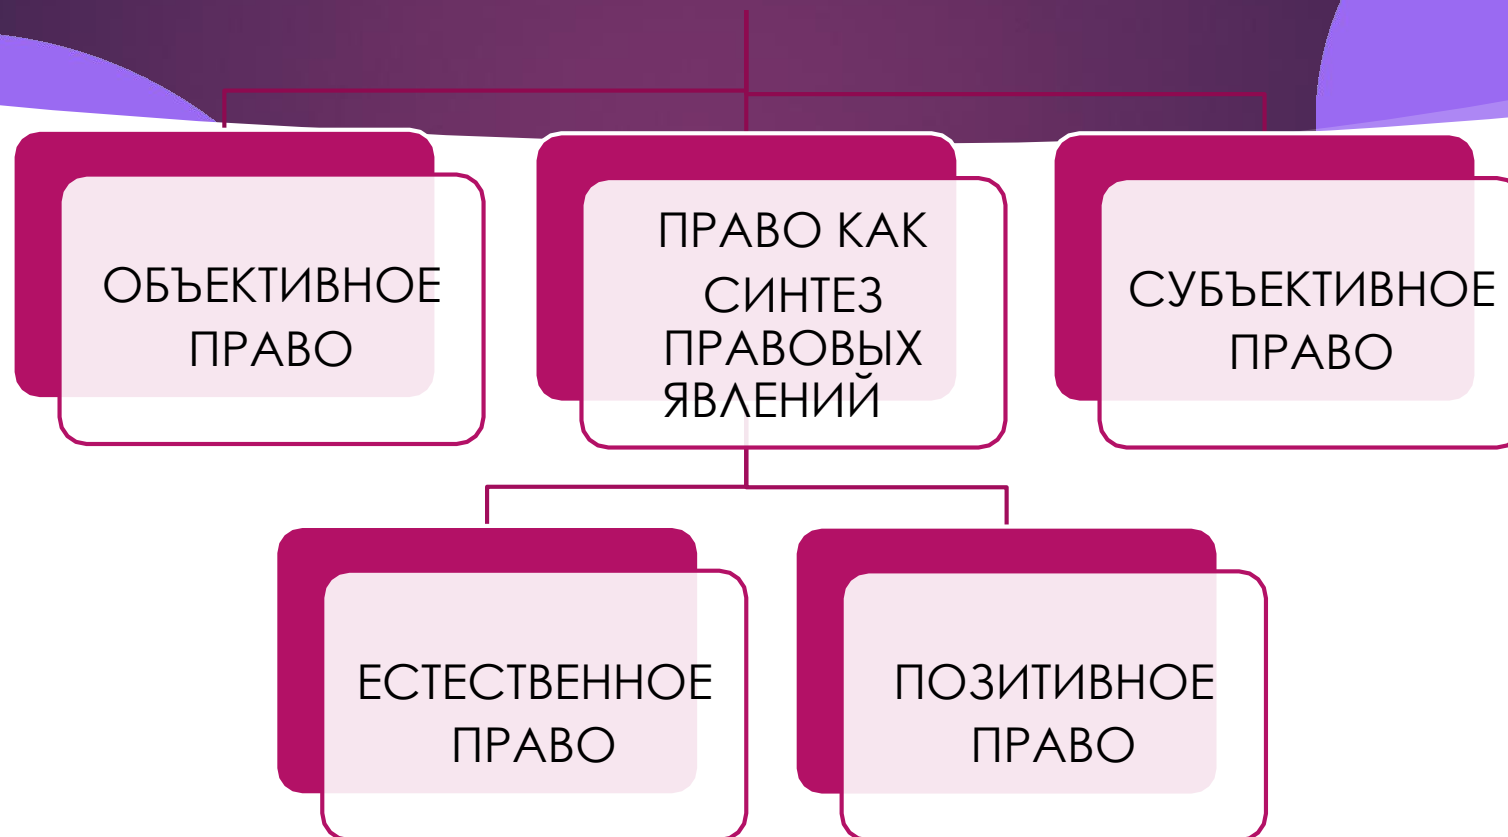 ОБЪЕКТИВНОЕ
ПРАВО
ПРАВО КАК
СИНТЕЗ
ПРАВОВЫХ
ЯВЛЕНИЙ
СУБЪЕКТИВНОЕ
ПРАВО
ЕСТЕСТВЕННОЕ
ПРАВО
ПОЗИТИВНОЕ
ПРАВО